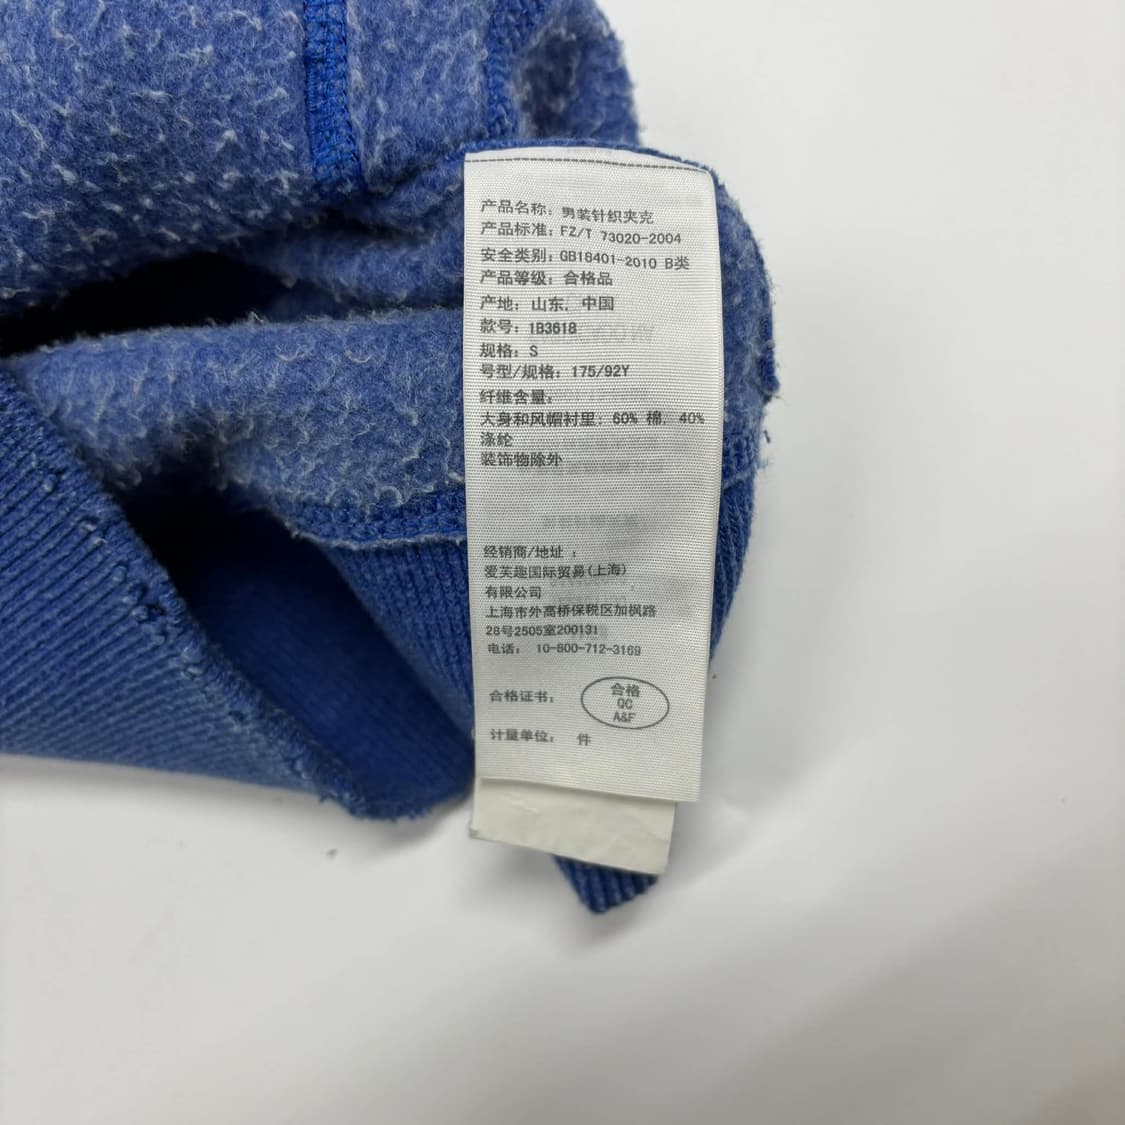 产品名称: 男装针织夹克
产品标准: FZ/T 73020-2004
安全类别: GB18401-2010 B类
产品等级: 合格品
产地: 山东, 中国
款号: 1B3618
规格: S
号型/规格: 175/92Y
纤维含量:
大身和风帽衬里: 60% 棉, 40%
涤纶
装饰物除外
经销商/地址 :
爱芙趣国际贸易(上海)
有限公司
上海市外高桥保税区加枫路
28号2505室200131
电话: 10-800-712-3169
合格证书:
合格
QC
A&F
计量单位: 件